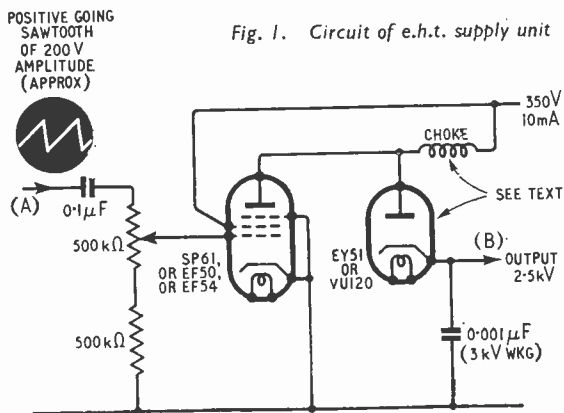 POSITIVE GOING
SAWTOOTH
OF 200 V
AMPLITUDE
(APPROX)
Fig. 1. Circuit of e.h.t. supply unit
350V
10mA
CHOKE
SEE TEXT
(A)
0·1µF
500kΩ
SP61,
OR EF50,
OR EF54
EY51
OR
VU120
(B)
OUTPUT
2·5kV
500kΩ
0·001µF
(3kV WKG)